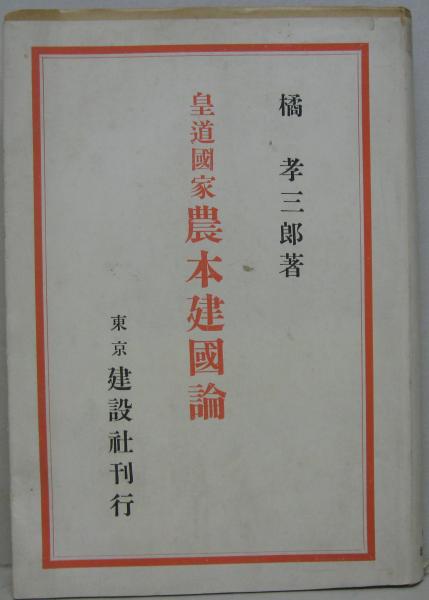 橘 孝三郎著
皇道國家 農本建國論
東京 建設社刊行